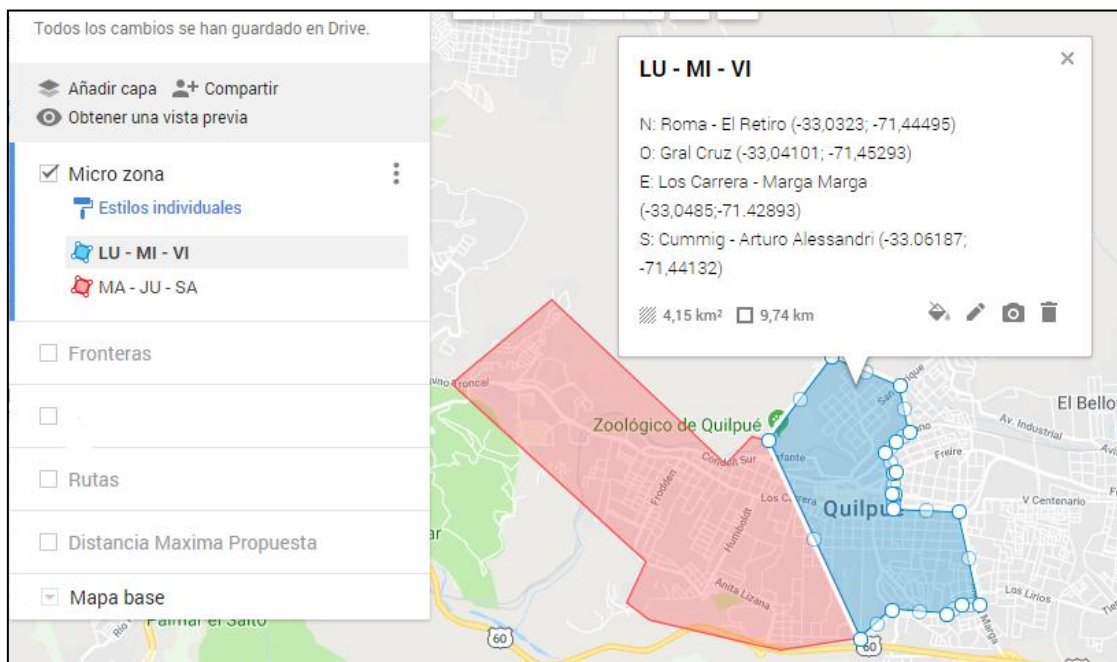 Todos los cambios se han guardado en Drive.
Añadir capa
Compartir
Obtener una vista previa
Micro zona
Estilos individuales
LU - MI - VI
MA - JU - SA
Fronteras
Rutas
Distancia Maxima Propuesta
Mapa base
LU - MI - VI
N: Roma - El Retiro (-33,0323; -71,44495)
O: Gral Cruz (-33,04101; -71,45293)
E: Los Carrera - Marga Marga
(-33,0485;-71.42893)
S: Cummig - Arturo Alessandri (-33.06187;
-71,44132)
4,15 km² 9,74 km
Troncal
Zoológico de Quilpué
El Bello
Av. Industrial
Freire
Conden Sur
Frodden
Los Carrera
Humboldt
Quilpué
V Centenario
Anita Lizana
Los Lirios
Marga
Palmar el Salto
60
60